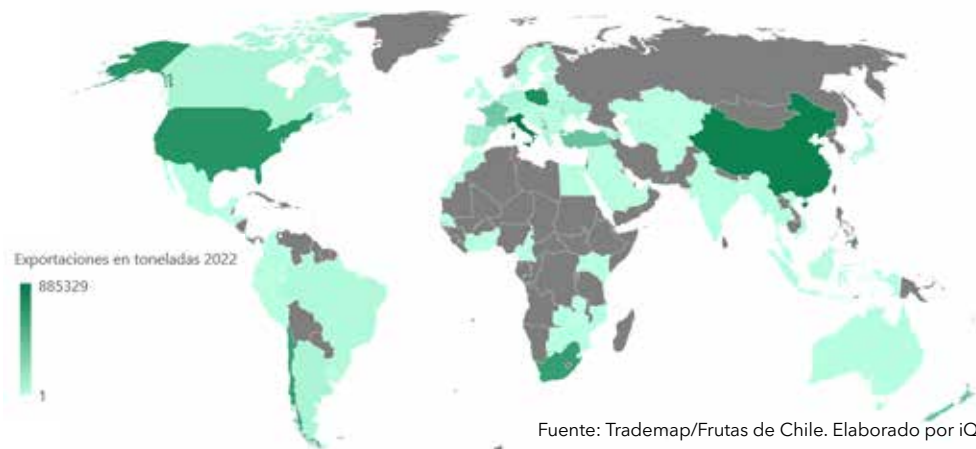 Exportaciones en toneladas 2022
885329
1
Fuente: Trademap/Frutas de Chile. Elaborado por iQ